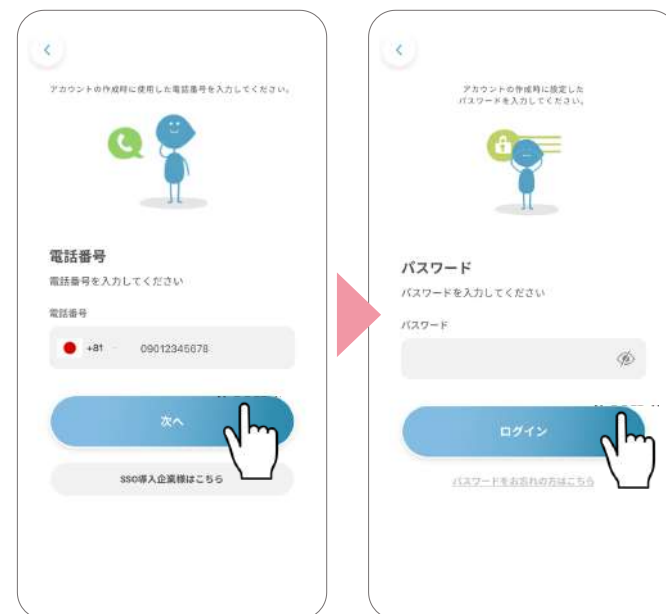 アカウントの作成時に使用した電話番号を入力してください。
電話番号
電話番号を入力してください
電話番号
+81
09012345678
次へ
SSO導入企業様はこちら
アカウントの作成時に設定した
パスワードを入力してください。
パスワード
パスワードを入力してください
パスワード
ログイン
パスワードをお忘れの方はこちら